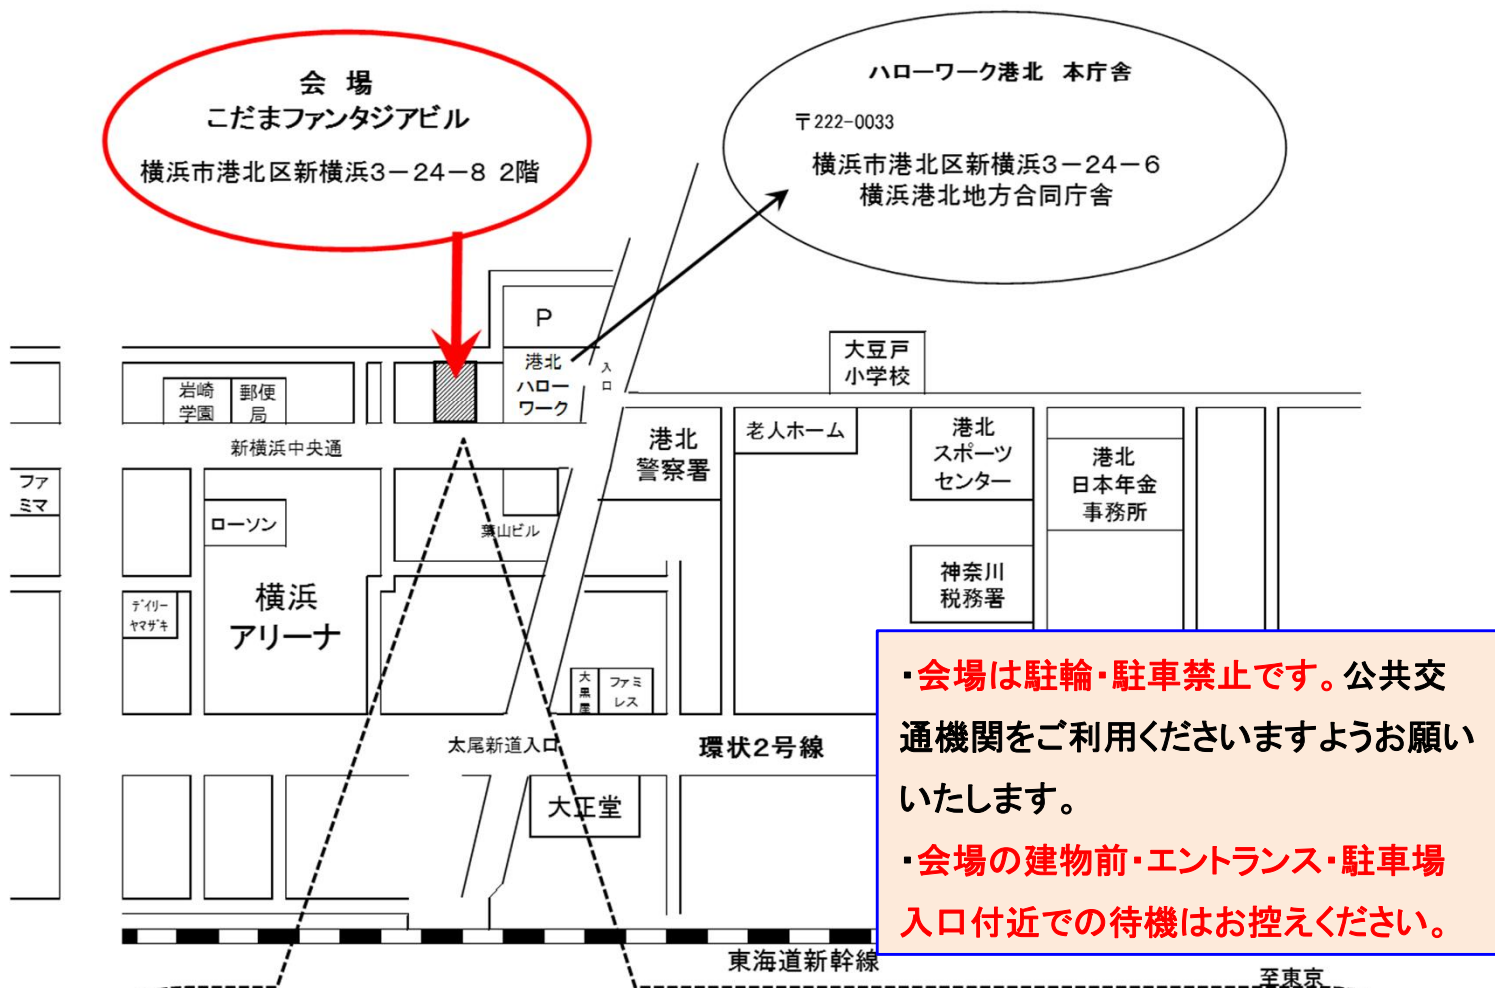 会 場
こだまファンタジアビル
横浜市港北区新横浜3-24-8 2階
ハローワーク港北 本庁舎
〒222-0033
横浜市港北区新横浜3-24-6
横浜港北地方合同庁舎
P
港北
ハロー
ワーク
入
口
岩崎
学園
郵便
局
大豆戸
小学校
新横浜中央通
港北
警察署
老人ホーム
港北
スポーツ
センター
港北
日本年金
事務所
ファ
ミマ
ローソン
葉山ビル
横浜
アリーナ
デイリー
ヤマザキ
神奈川
税務署
大
黒
屋
ファミ
レス
太尾新道入口
環状2号線
大正堂
・会場は駐輪・駐車禁止です。公共交
通機関をご利用くださいますようお願い
いたします。
・会場の建物前・エントランス・駐車場
入口付近での待機はお控えください。
東海道新幹線
至東京